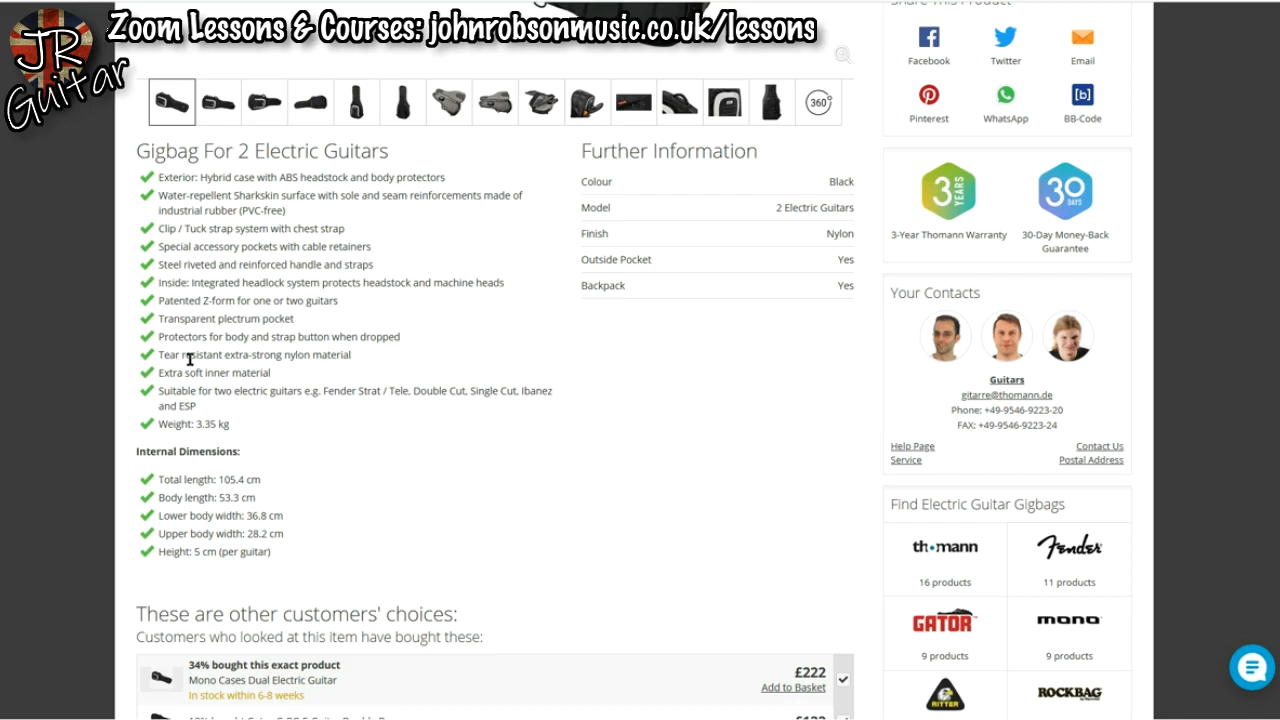 Zoom Lessons & Courses: johnrobsonmusic.co.uk/lessons
JR
Guitar
Share This Product
Facebook
Twitter
Email
Pinterest
WhatsApp
[b]
BB-Code
360°
Gigbag For 2 Electric Guitars
Exterior: Hybrid case with ABS headstock and body protectors
Water-repellent Sharkskin surface with sole and seam reinforcements made of
industrial rubber (PVC-free)
Clip / Tuck strap system with chest strap
Special accessory pockets with cable retainers
Steel riveted and reinforced handle and straps
Inside: Integrated headlock system protects headstock and machine heads
Patented Z-form for one or two guitars
Transparent plectrum pocket
Protectors for body and strap button when dropped
Tear resistant extra-strong nylon material
Extra soft inner material
Suitable for two electric guitars e.g. Fender Strat / Tele, Double Cut, Single Cut, Ibanez
and ESP
Weight: 3.35 kg
Internal Dimensions:
Total length: 105.4 cm
Body length: 53.3 cm
Lower body width: 36.8 cm
Upper body width: 28.2 cm
Height: 5 cm (per guitar)
Further Information
Colour Black
Model 2 Electric Guitars
Finish Nylon
Outside Pocket Yes
Backpack Yes
3 YEARS
30 DAYS
3-Year Thomann Warranty
30-Day Money-Back
Guarantee
Your Contacts
Guitars
gitarre@thomann.de
Phone: +49-9546-9223-20
FAX: +49-9546-9223-24
Help Page
Contact Us
Service
Postal Address
Find Electric Guitar Gigbags
th•mann
Fender
16 products
11 products
GATOR
mono
9 products
9 products
RITTER
ROCKBAG
These are other customers' choices:
Customers who looked at this item have bought these:
34% bought this exact product
Mono Cases Dual Electric Guitar
In stock within 6-8 weeks
£222
Add to Basket